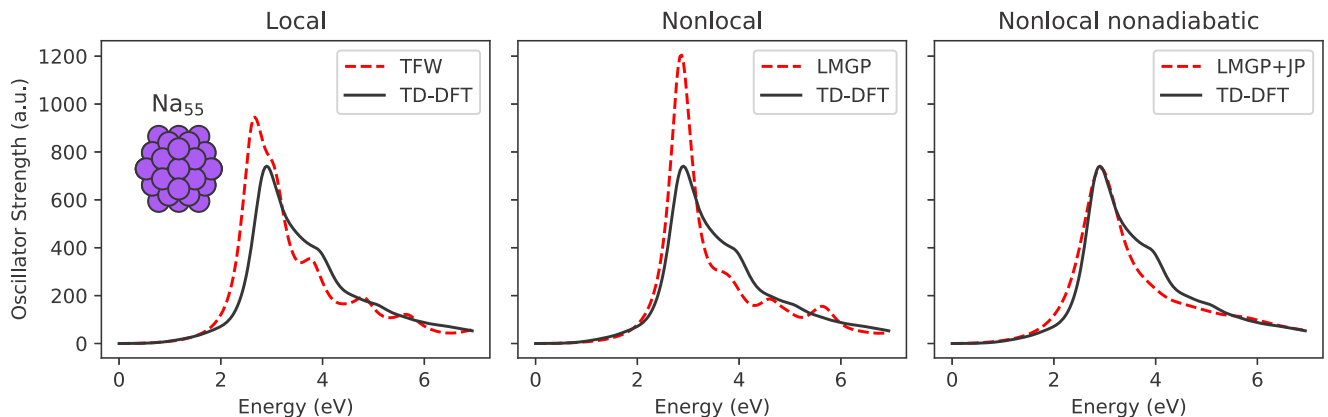 Local
Nonlocal
Nonlocal nonadiabatic
Oscillator Strength (a.u.)
1200
1000
800
600
400
200
0
TFW
TD-DFT
Na55
LMGP
TD-DFT
LMGP+JP
TD-DFT
0 2 4 6
0 2 4 6
0 2 4 6
Energy (eV)
Energy (eV)
Energy (eV)